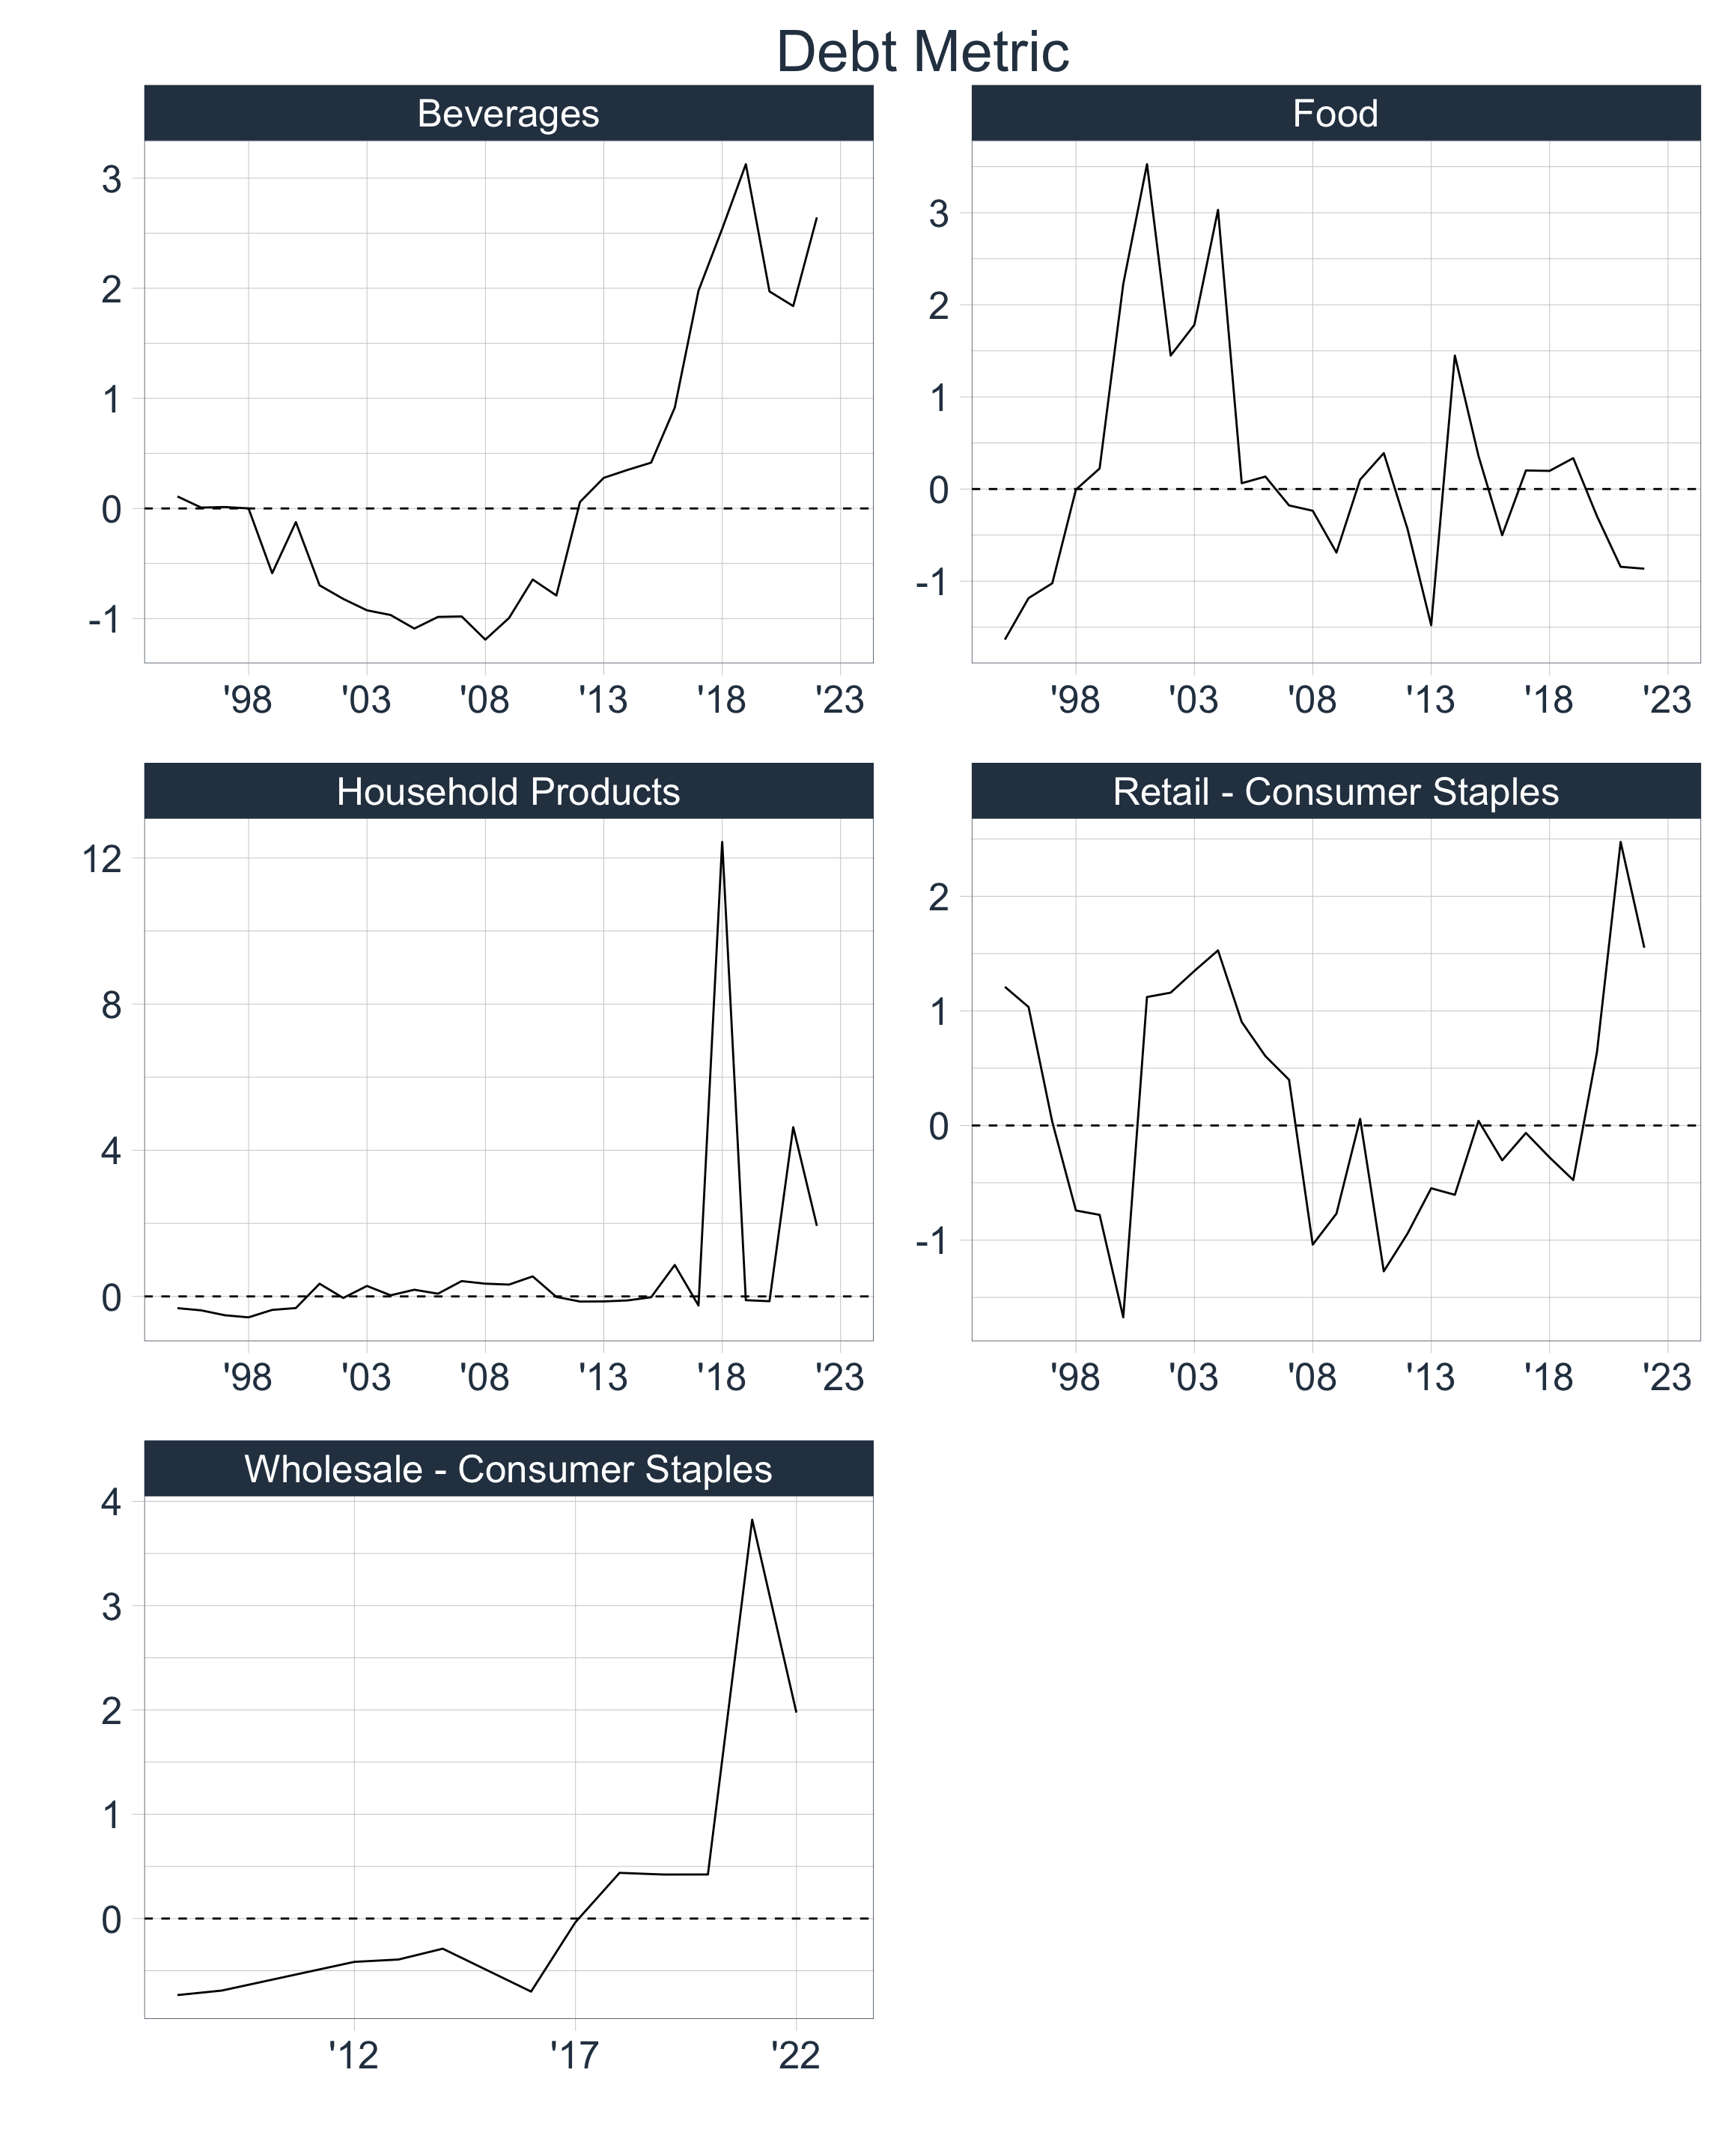 Debt Metric
Beverages
3
2
1
0
-1
'98 '03 '08 '13 '18 '23
Food
3
2
1
0
-1
'98 '03 '08 '13 '18 '23
Household Products
12
8
4
0
'98 '03 '08 '13 '18 '23
Retail - Consumer Staples
2
1
0
-1
'98 '03 '08 '13 '18 '23
Wholesale - Consumer Staples
4
3
2
1
0
'12 '17 '22